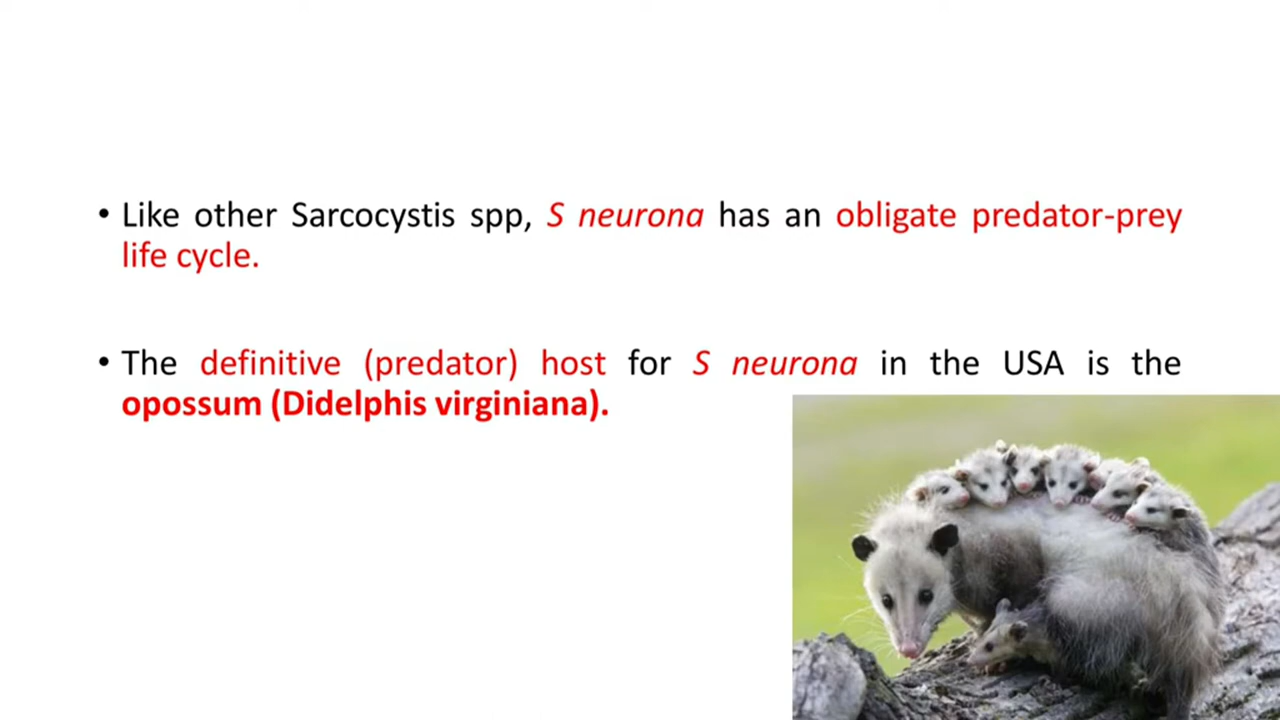 • Like other Sarcocystis spp, S neurona has an obligate predator-prey
life cycle.
• The definitive (predator) host for S neurona in the USA is the
opossum (Didelphis virginiana).